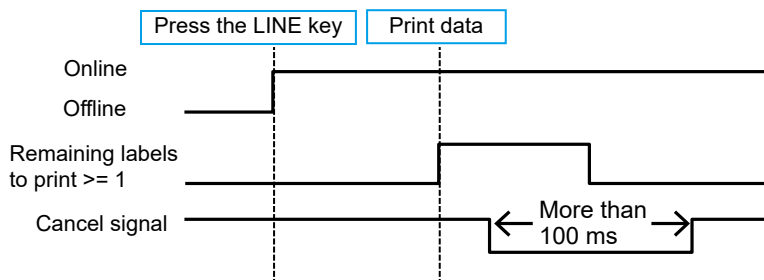 Press the LINE key
Print data
Online
Offline
Remaining labels
to print >= 1
Cancel signal
More than
100 ms